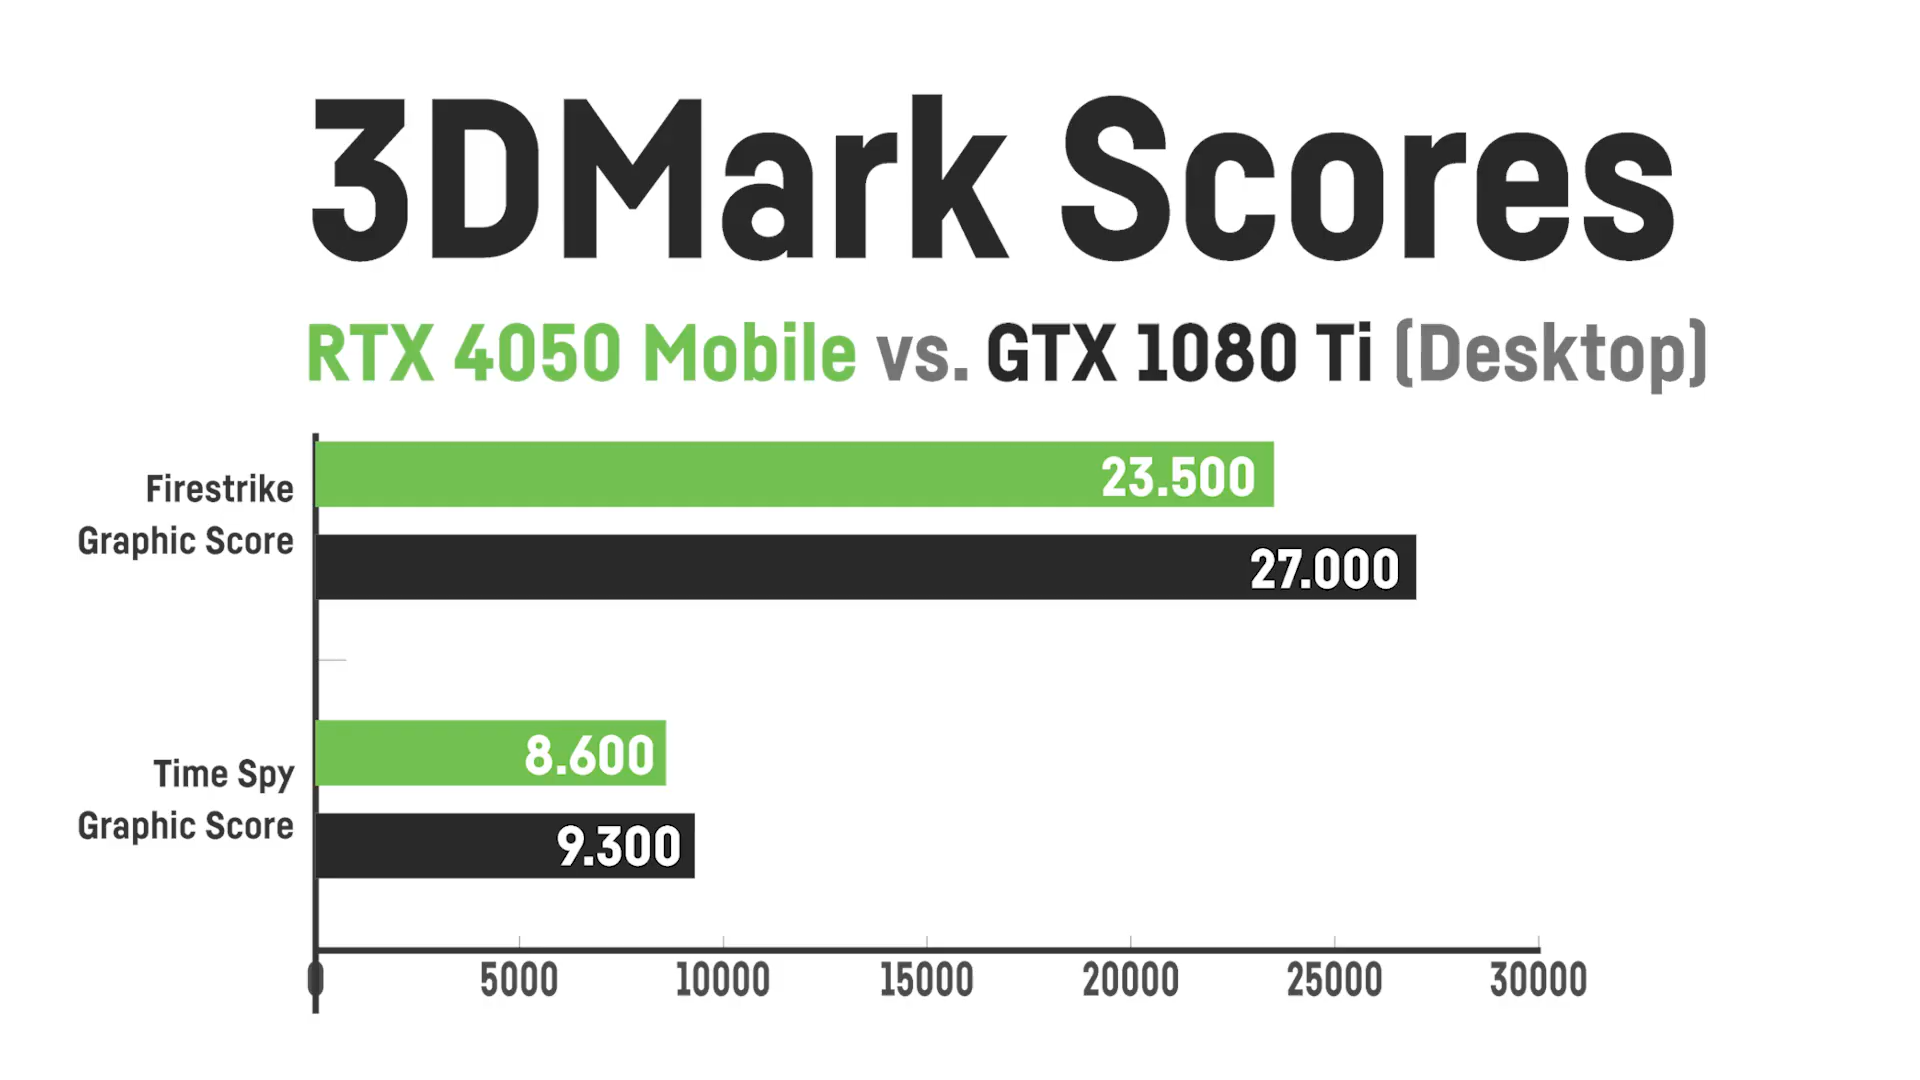 3DMark Scores
RTX 4050 Mobile vs. GTX 1080 Ti (Desktop)
Firestrike
Graphic Score
23.500
27.000
Time Spy
Graphic Score
8.600
9.300
0 5000 10000 15000 20000 25000 30000